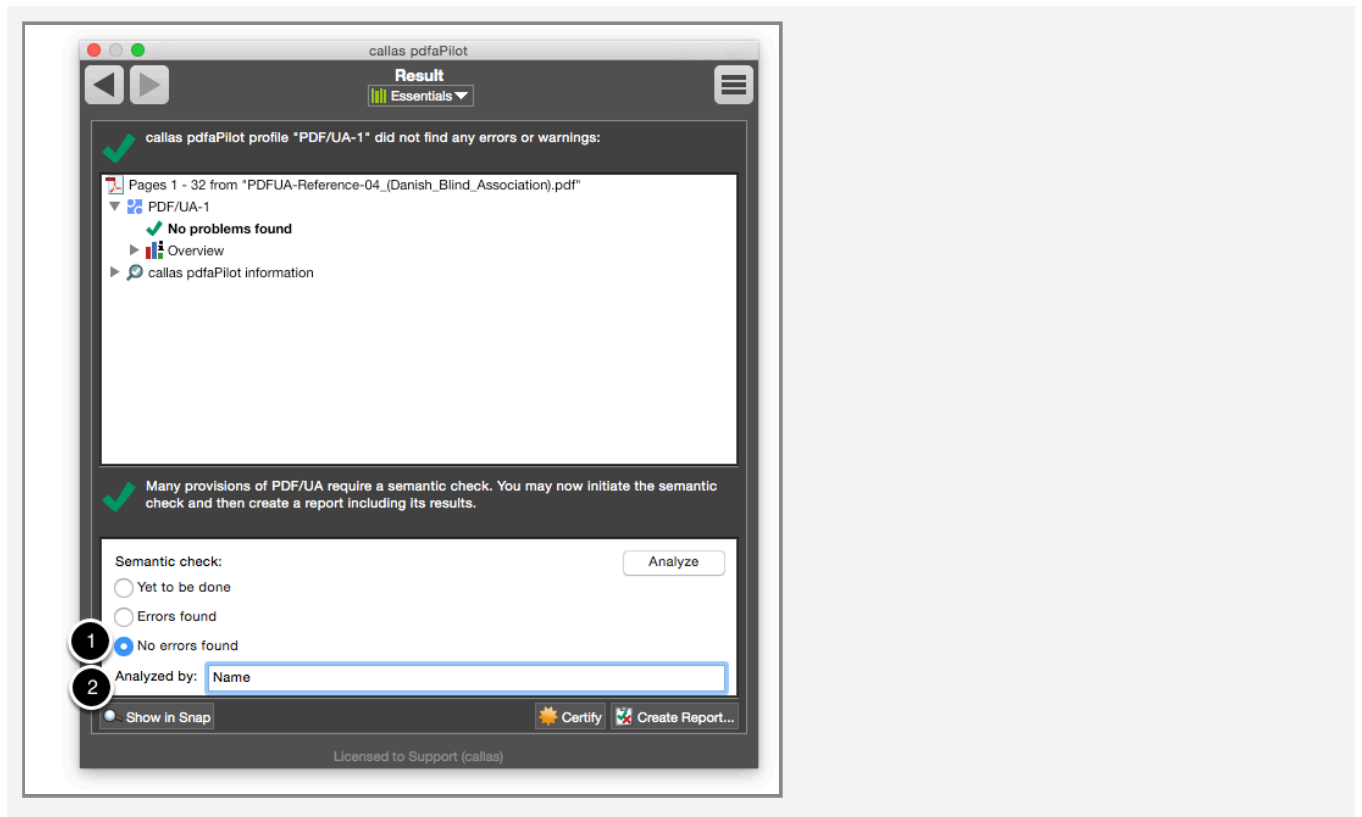 callas pdfaPilot
Result
Essentials
callas pdfaPilot profile "PDF/UA-1" did not find any errors or warnings:
Pages 1 - 32 from "PDFUA-Reference-04_(Danish_Blind_Association).pdf"
PDF/UA-1
No problems found
Overview
callas pdfaPilot information
Many provisions of PDF/UA require a semantic check. You may now initiate the semantic
check and then create a report including its results.
Semantic check:
Analyze
Yet to be done
Errors found
1
No errors found
2
Analyzed by: Name
Show in Snap
Certify
Create Report...
Licensed to Support (callas)